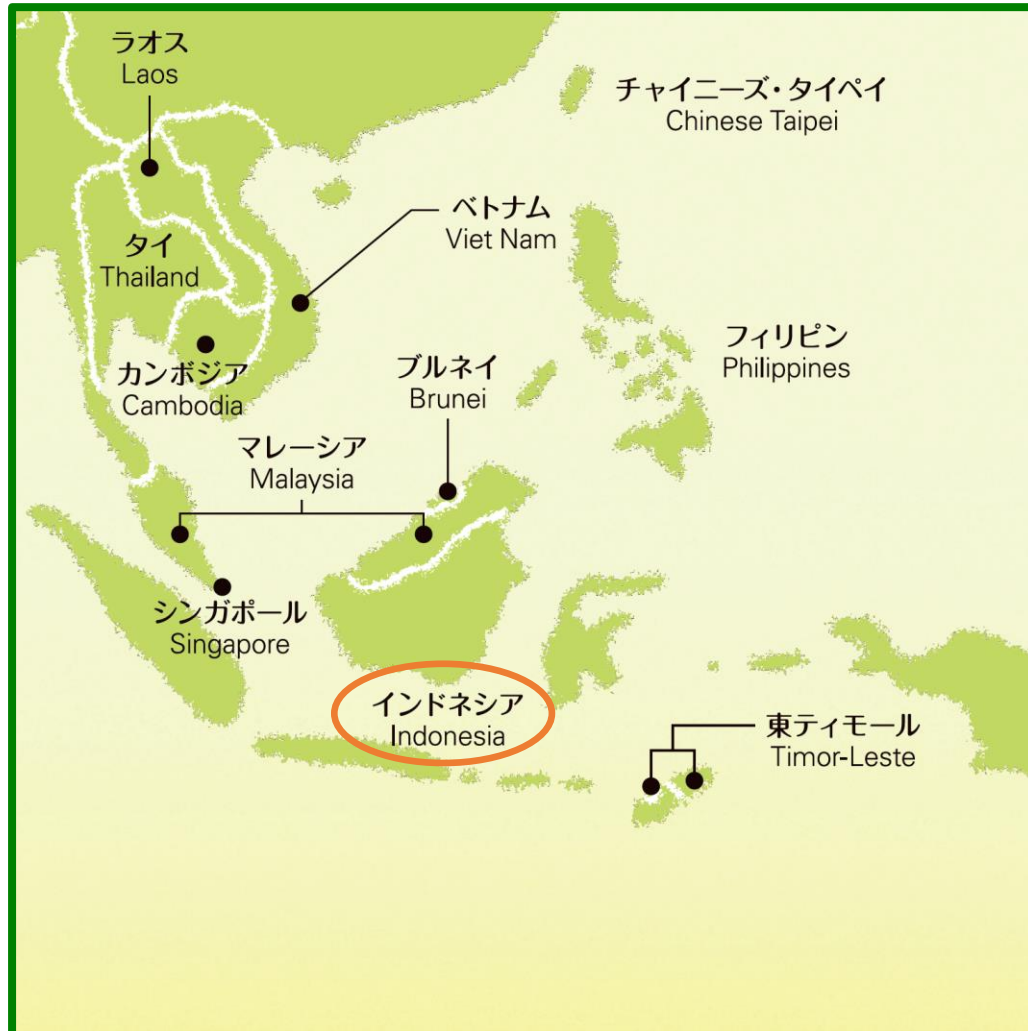 ラオス
Laos
チャイニーズ・タイペイ
Chinese Taipei
ベトナム
Viet Nam
タイ
Thailand
フィリピン
Philippines
カンボジア
Cambodia
ブルネイ
Brunei
マレーシア
Malaysia
シンガポール
Singapore
インドネシア
Indonesia
東ティモール
Timor-Leste